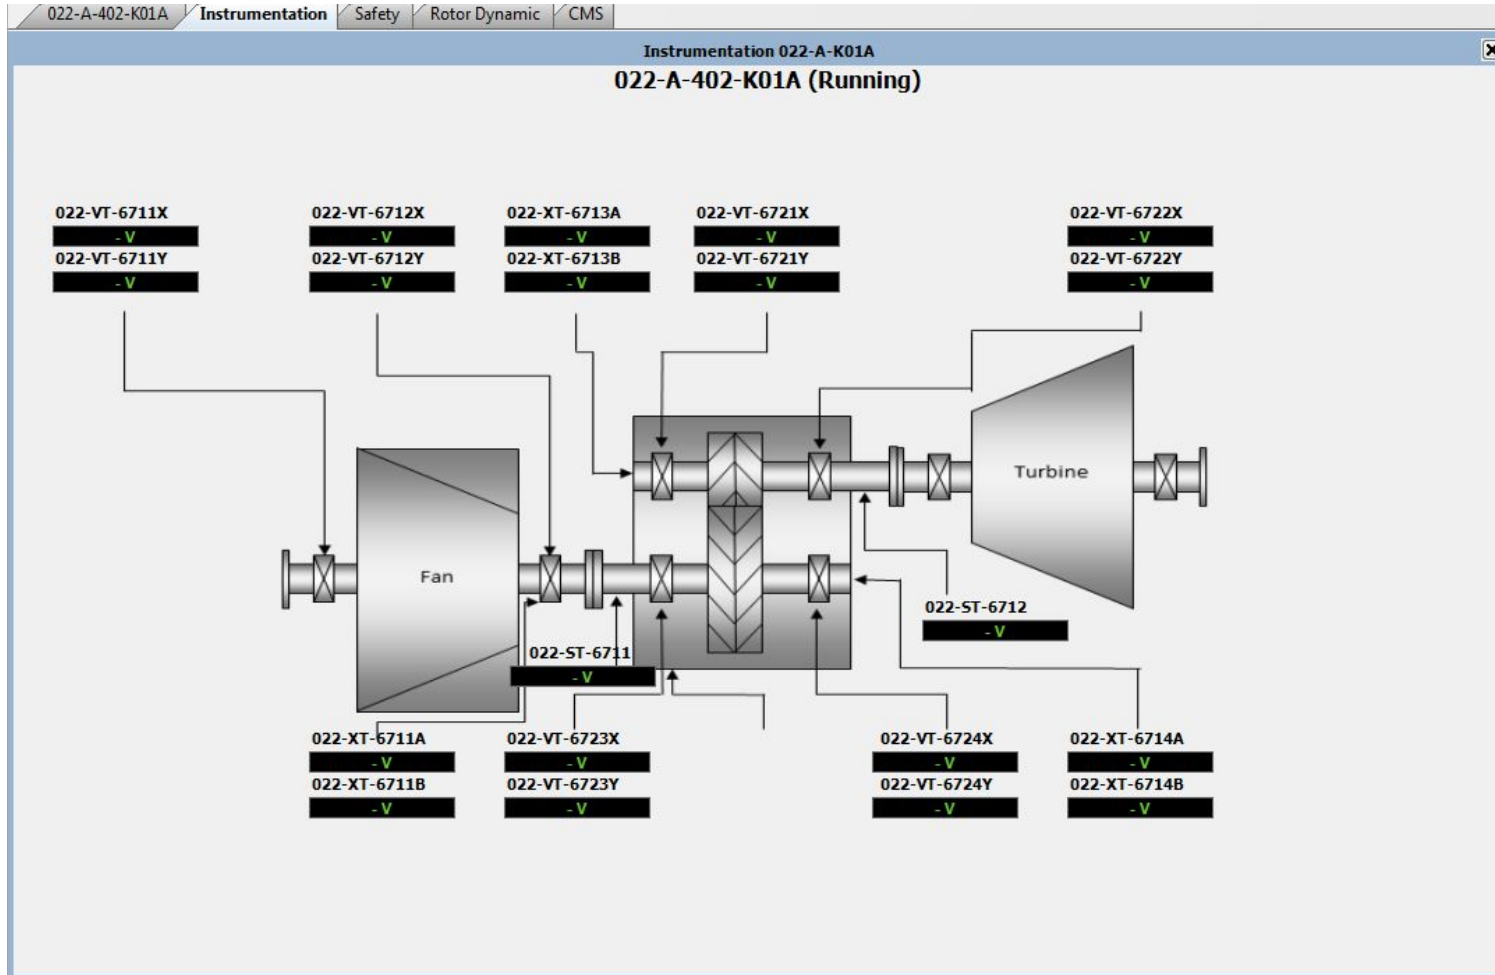 022-A-402-K01A Instrumentation Safety Rotor Dynamic CMS
Instrumentation 022-A-K01A
022-A-402-K01A (Running)
022-VT-6711X
- V
022-VT-6711Y
- V
022-VT-6712X
- V
022-VT-6712Y
- V
022-XT-6713A
- V
022-XT-6713B
- V
022-VT-6721X
- V
022-VT-6721Y
- V
022-VT-6722X
- V
022-VT-6722Y
- V
Turbine
Fan
022-ST-6712
- V
022-ST-6711
- V
022-XT-6711A
- V
022-XT-6711B
- V
022-VT-6723X
- V
022-VT-6723Y
- V
022-VT-6724X
- V
022-VT-6724Y
- V
022-XT-6714A
- V
022-XT-6714B
- V